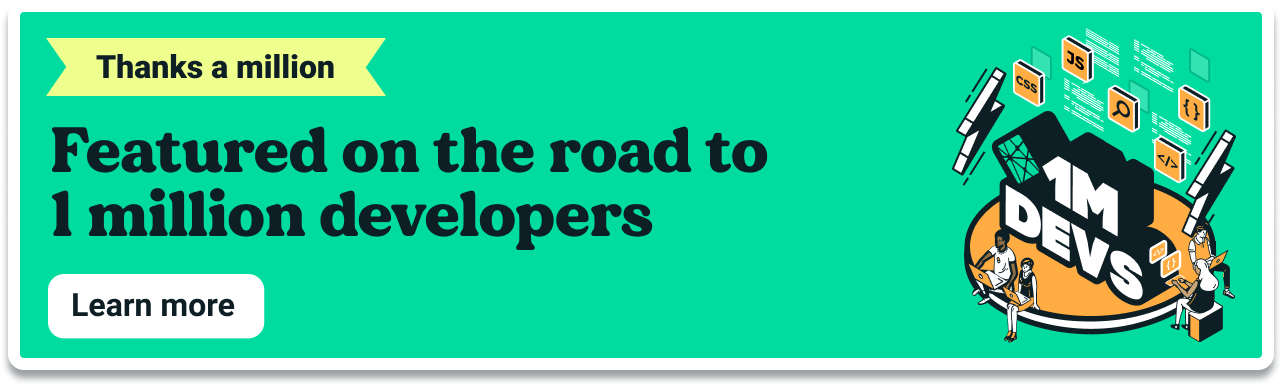 Thanks a million
Featured on the road to
1 million developers
Learn more
CSS
JS
{ }
</>
1M
DEVS
</>
{ }